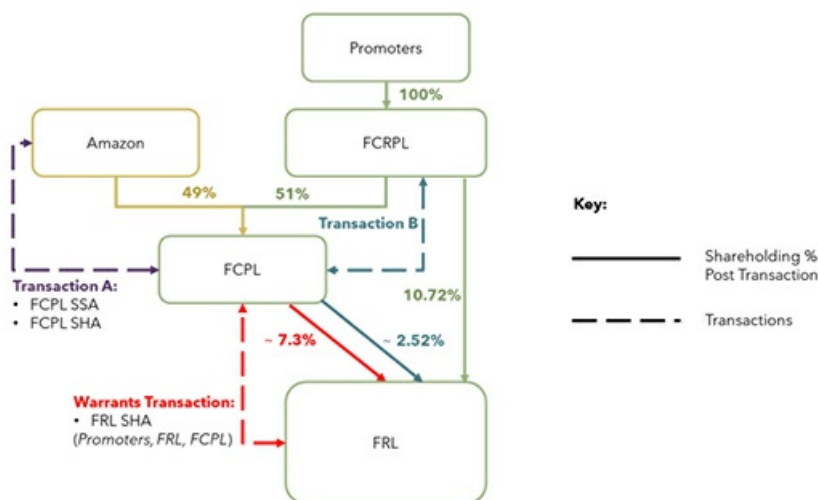 Promoters
100%
Amazon
FCRPL
49%
51%
Transaction B
Key:
FCPL
Shareholding %
Post Transaction
Transaction A:
• FCPL SSA
• FCPL SHA
10.72%
~ 7.3%
~ 2.52%
Transactions
Warrants Transaction:
• FRL SHA
(Promoters, FRL, FCPL)
FRL